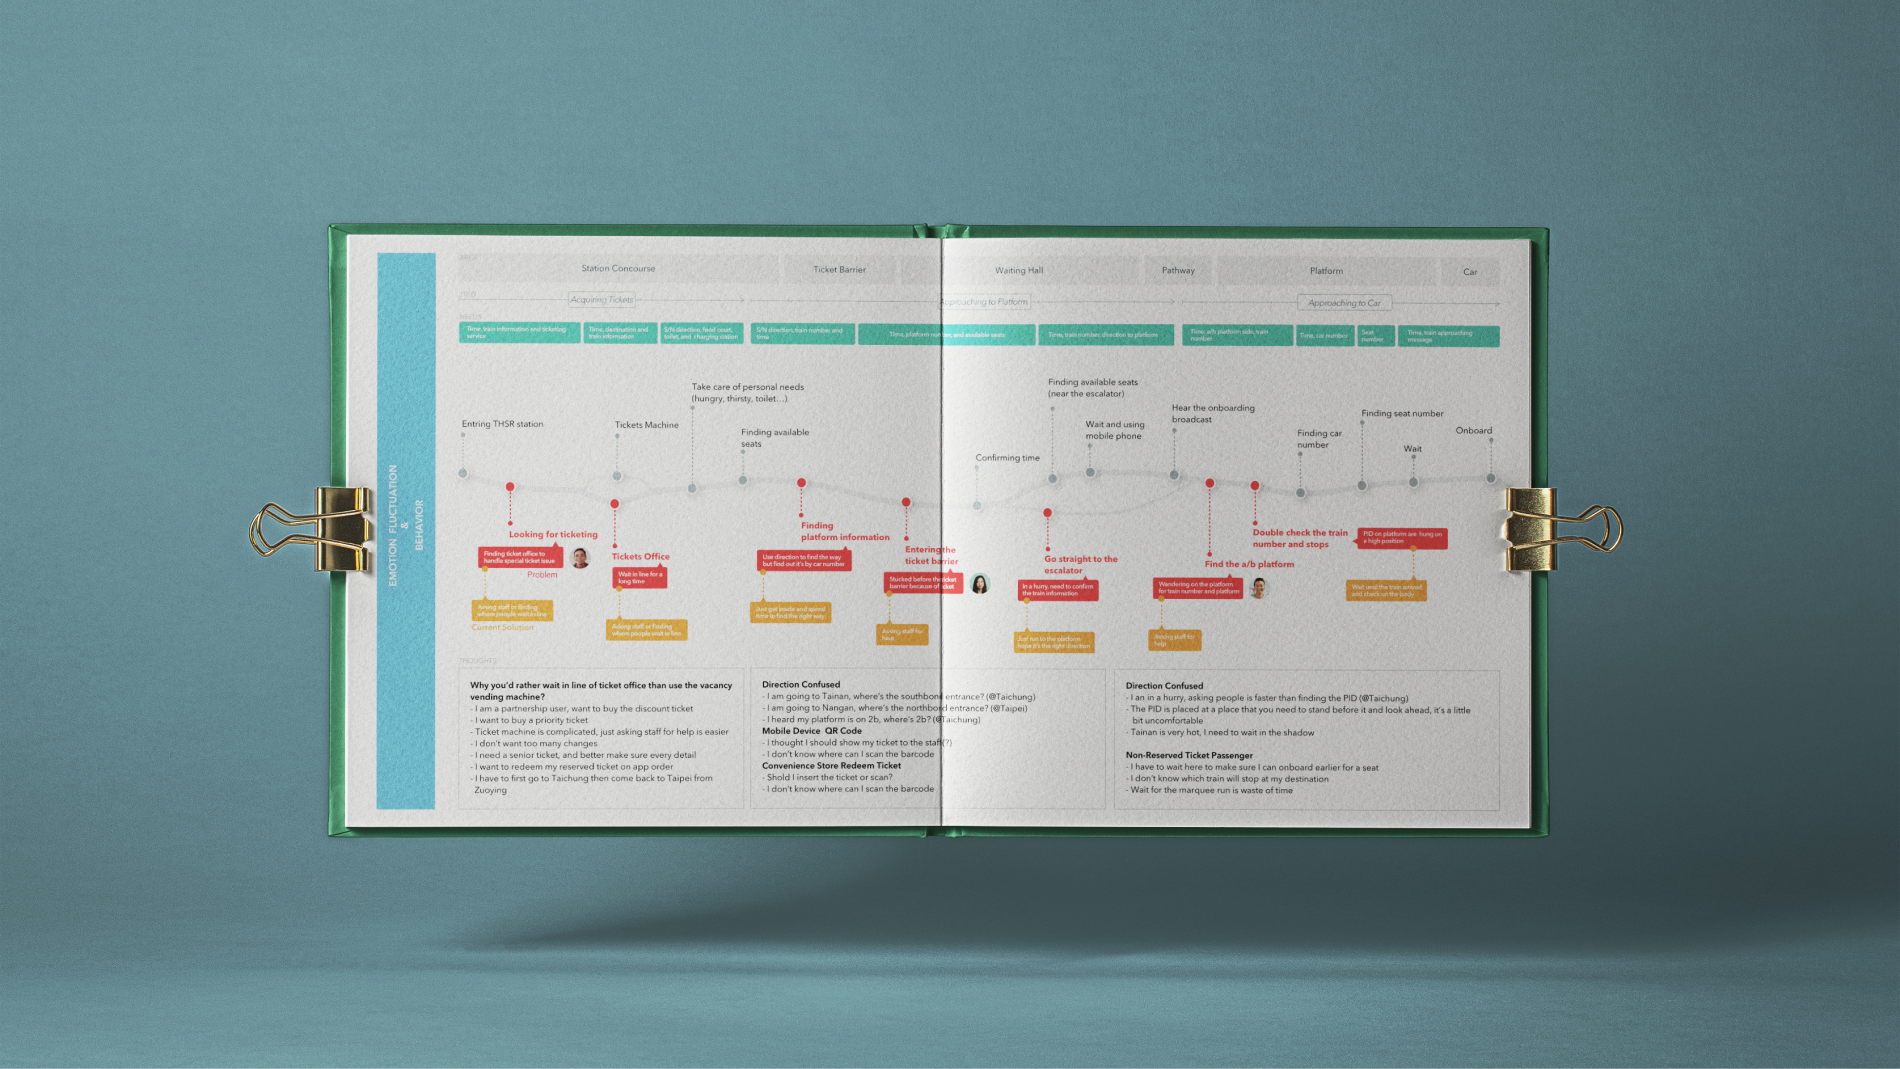 EMOTION FLUCTUATION
&
BEHAVIOR
Station Concourse
Ticket Barrier
Waiting Hall
Pathway
Platform
Car
Acquiring Tickets
Approaching to Platform
Approaching to Car
Time, train information and ticketing
service
Time, destination and
train information
S/N direction, food court,
toilet, and charging station
S/N direction, train number and
time
Time, platform number, and available seats
Time, train number, direction to platform
Time, a/b platform side, train
number
Time, car number
Seat
number
Time, train approaching
message
Entring THSR station
Tickets Machine
Take care of personal needs
(hungry, thirsty, toilet...)
Finding available
seats
Confirming time
Finding available seats
(near the escalator)
Wait and using
mobile phone
Hear the onboarding
broadcast
Finding car
number
Finding seat number
Wait
Onboard
Looking for ticketing
Finding ticket office to
handle special ticket issue
Problem
Asking staff or finding
where people wait in line
Current Solution
Tickets Office
Wait in line for a
long time
Asking staff or finding
where people wait in line
Finding
platform information
Use direction to find the way
but find out it's by car number
Just get inside and spend
time to find the right way
Entering the
ticket barrier
Stucked before the ticket
barrier because of ticket
Asking staff for
help
Go straight to the
escalator
In a hurry, need to confirm
the train information
Just run to the platform
hope it's the right direction
Find the a/b platform
Wandering on the platform
for train number and platform
Asking staff for
help
Double check the train
number and stops
PID on platform are hung on
a high position
Wait until the train arrived
and check on the body
THOUGHTS
Why you'd rather wait in line of ticket office than use the vacancy
vending machine?
- I am a partnership user, want to buy the discount ticket
- I want to buy a priority ticket
- Ticket machine is complicated, just asking staff for help is easier
- I don't want too many changes
- I need a senior ticket, and better make sure every detail
- I want to redeem my reserved ticket on app order
- I have to first go to Taichung then come back to Taipei from
Zuoying
Direction Confused
- I am going to Tainan, where's the southbond entrance? (@Taichung)
- I am going to Nangan, where's the northbord entrance? (@Taipei)
- I heard my platform is on 2b, where's 2b? (@Taichung)
Mobile Device QR Code
- I thought I should show my ticket to the staff(?)
- I don't know where can I scan the barcode
Convenience Store Redeem Ticket
- Shold I insert the ticket or scan?
- I don't know where can I scan the barcode
Direction Confused
- I an in a hurry, asking people is faster than finding the PID (@Taichung)
- The PID is placed at a place that you need to stand before it and look ahead, it's a little
bit uncomfortable
- Tainan is very hot, I need to wait in the shadow
Non-Reserved Ticket Passenger
- I have to wait here to make sure I can onboard earlier for a seat
- I don't know which train will stop at my destination
- Wait for the marquee run is waste of time